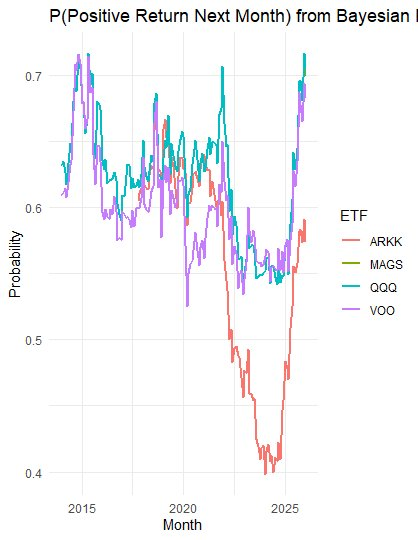 P(Positive Return Next Month) from Bayesian
0.7
0.6
0.5
0.4
Probability
2015
2020
2025
Month
ETF
ARKK
MAGS
QQQ
VOO